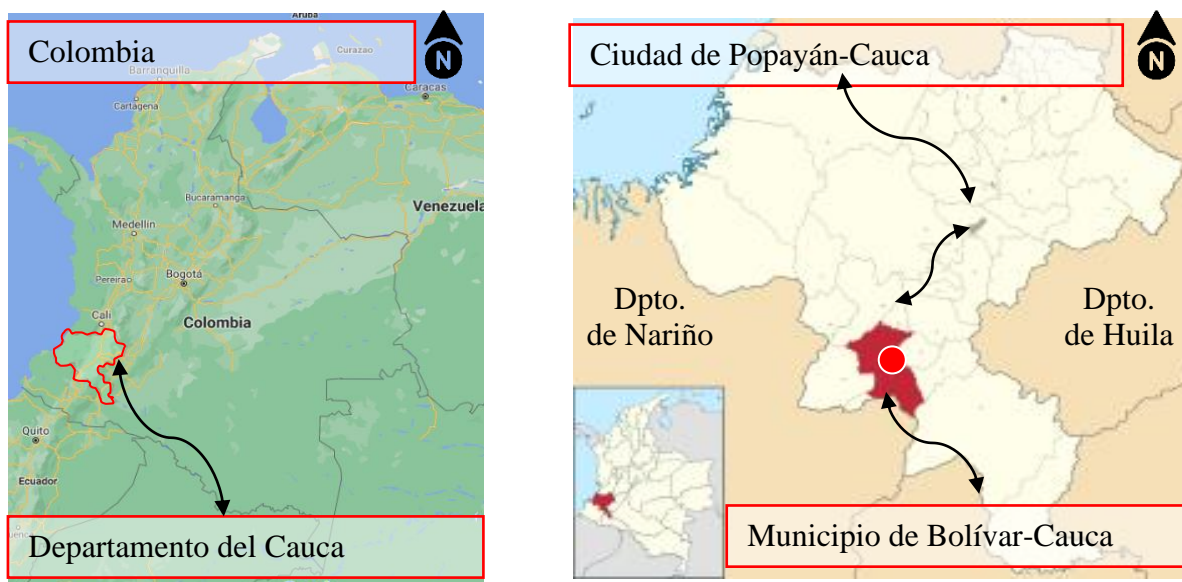 Aruba
Colombia
N
Curazao
Barranquilla
Caracas
Cartagena
Bucaramanga
Venezuela
Medellín
Bogotá
Pereira
Cali
Colombia
Quito
Ecuador
Departamento del Cauca
Ciudad de Popayán-Cauca
N
Dpto.
de Nariño
Dpto.
de Huila
Municipio de Bolívar-Cauca